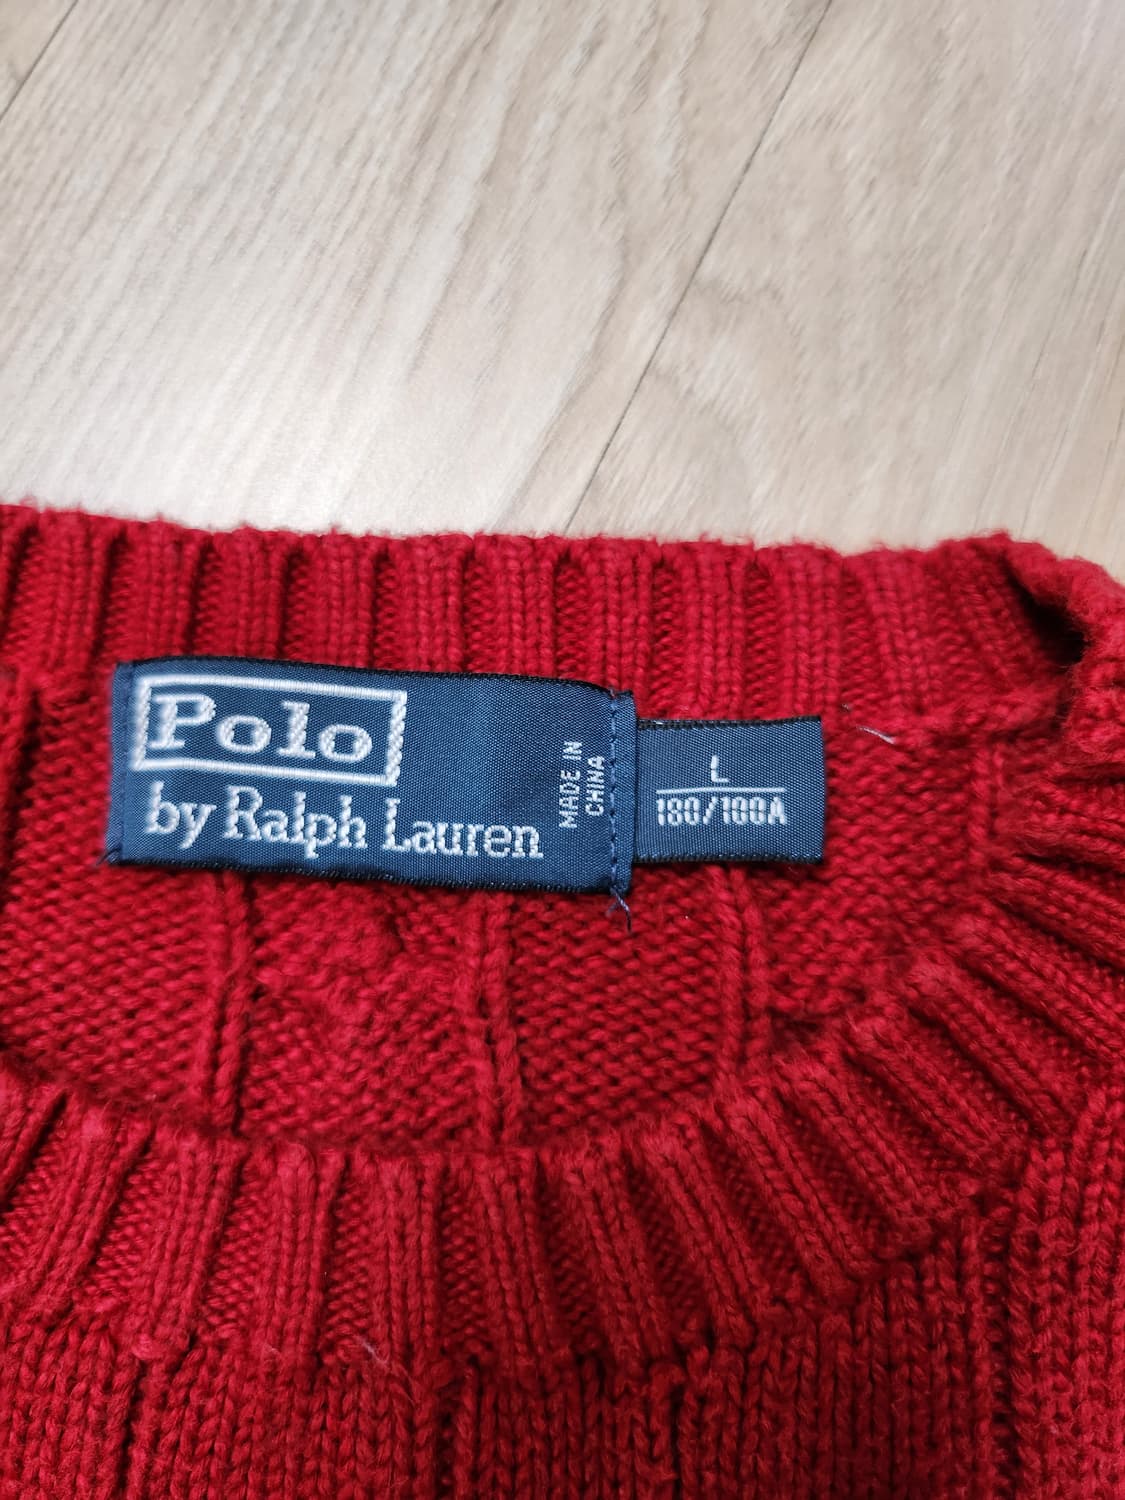 Polo
by Ralph Lauren
MADE IN
CHINA
L
180/100A